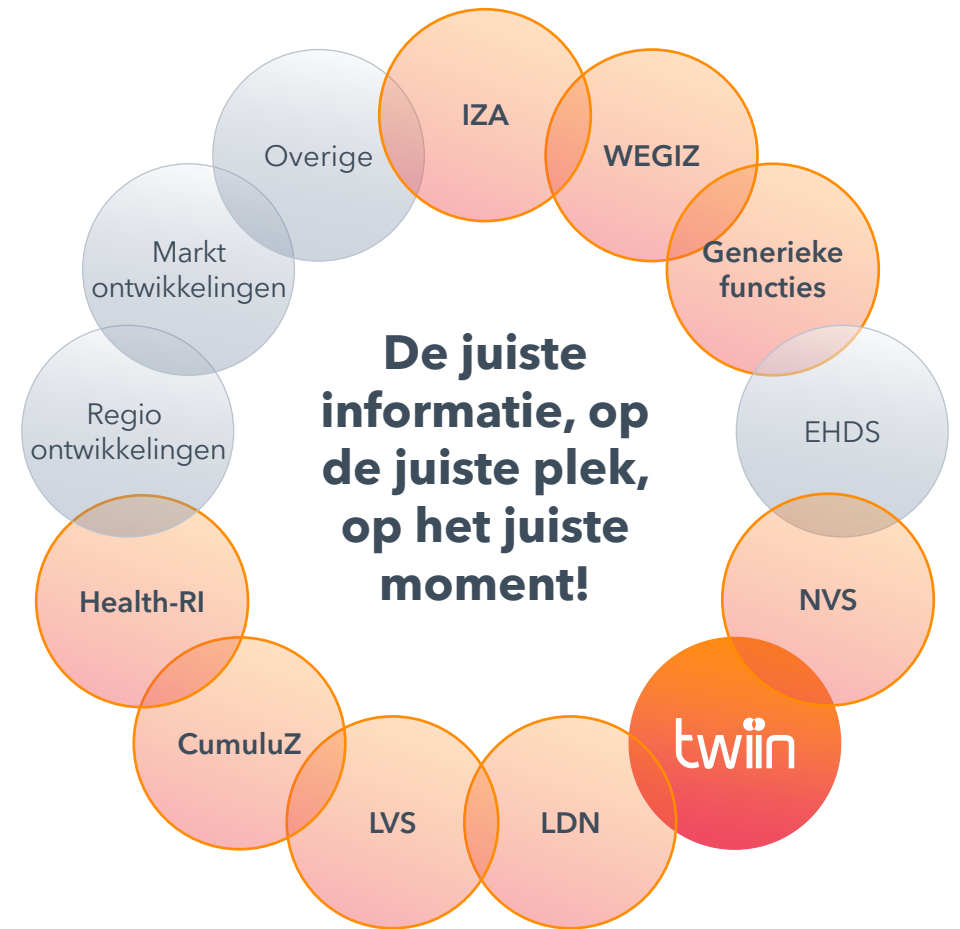 IZA
WEGIZ
Generieke
functies
EHDS
NVS
twiin
LDN
LVS
CumuluZ
Health-RI
Regio
ontwikkelingen
Markt
ontwikkelingen
Overige
De juiste
informatie, op
de juiste plek,
op het juiste
moment!